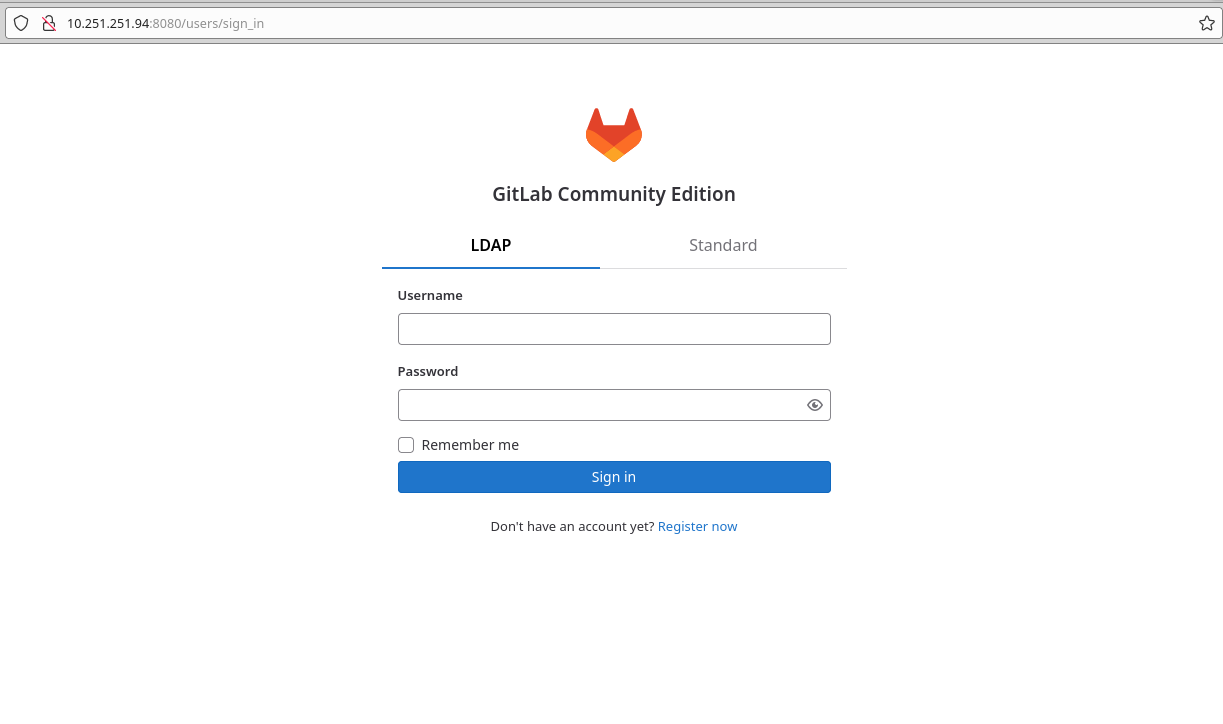 10.251.251.94:8080/users/sign_in
GitLab Community Edition
LDAP Standard
Username
Password
Remember me
Sign in
Don't have an account yet? Register now